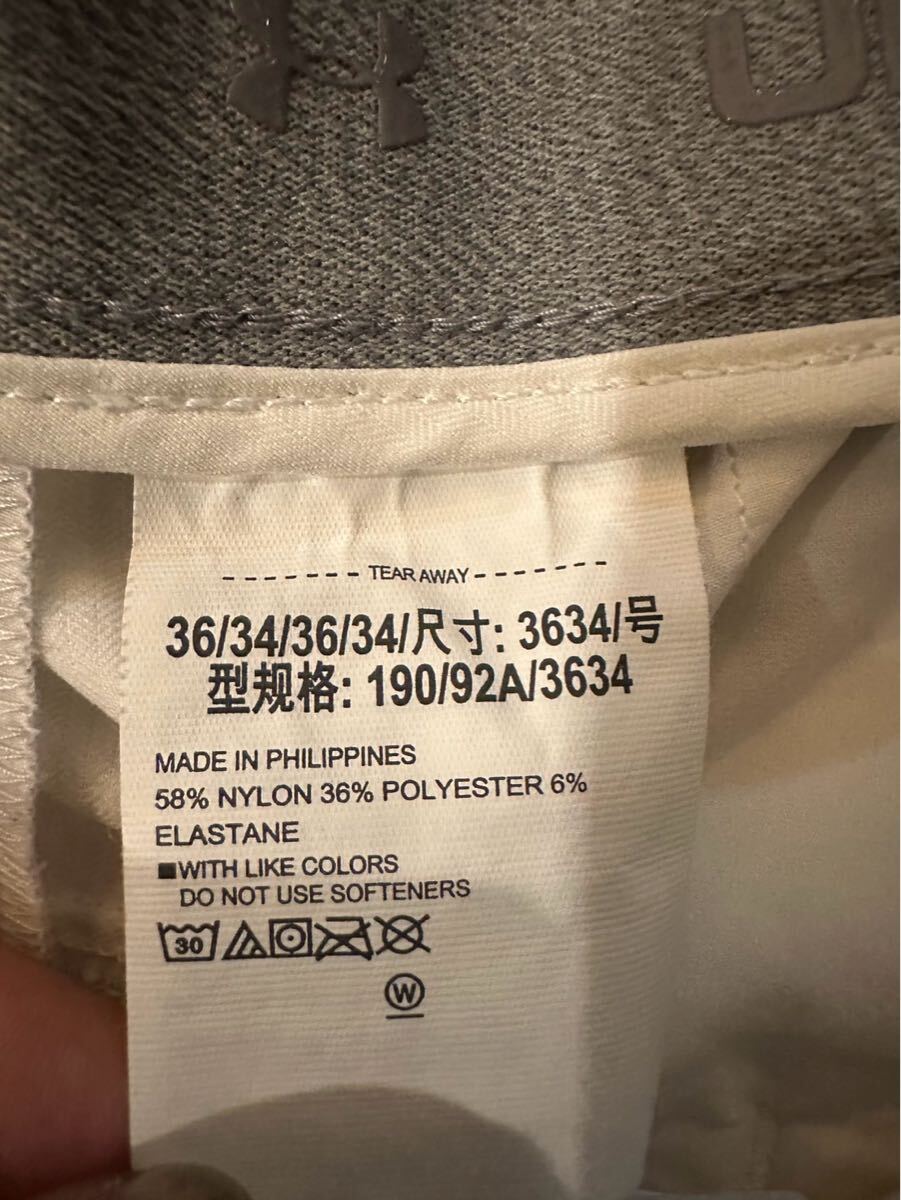 TEAR AWAY
36/34/36/34/尺寸: 3634/号
型规格: 190/92A/3634
MADE IN PHILIPPINES
58% NYLON 36% POLYESTER 6%
ELASTANE
WITH LIKE COLORS
DO NOT USE SOFTENERS
30
W